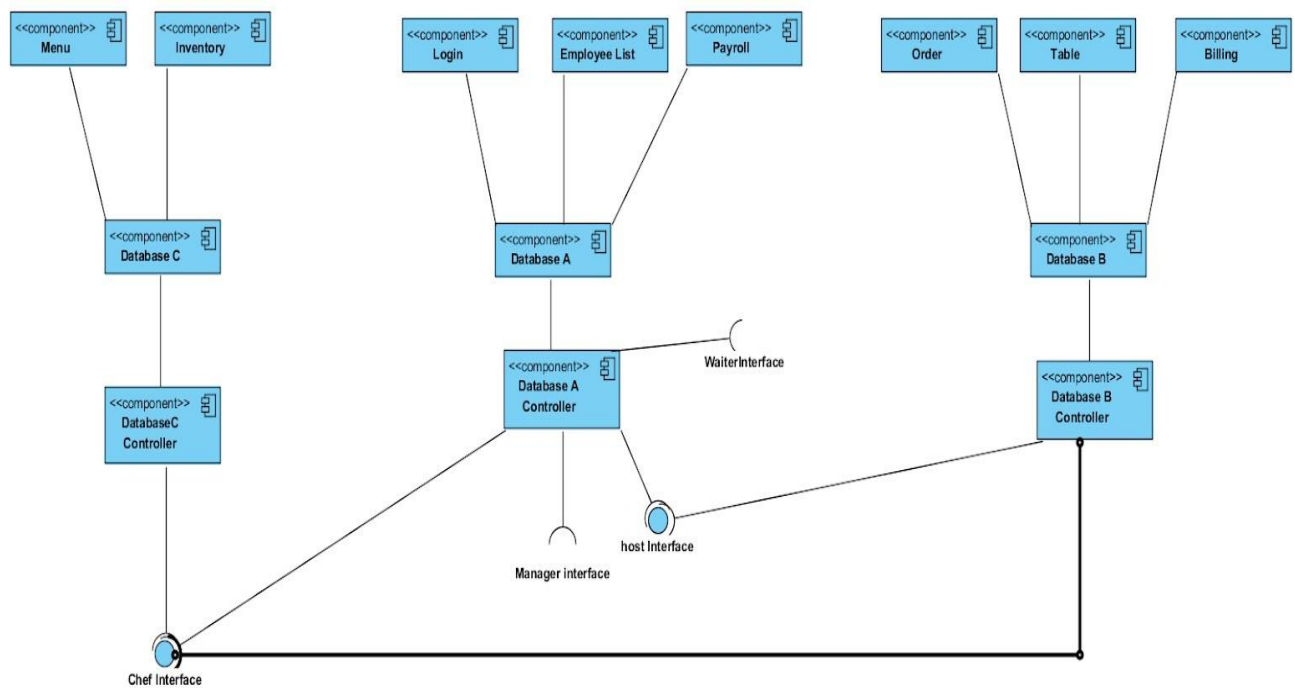 <<component>>
Menu
<<component>>
Inventory
<<component>>
Login
<<component>>
Employee List
<<component>>
Payroll
<<component>>
Order
<<component>>
Table
<<component>>
Billing
<<component>>
Database C
<<component>>
Database A
<<component>>
Database B
<<component>>
DatabaseC
Controller
<<component>>
Database A
Controller
WaiterInterface
<<component>>
Database B
Controller
host Interface
Manager interface
Chef Interface